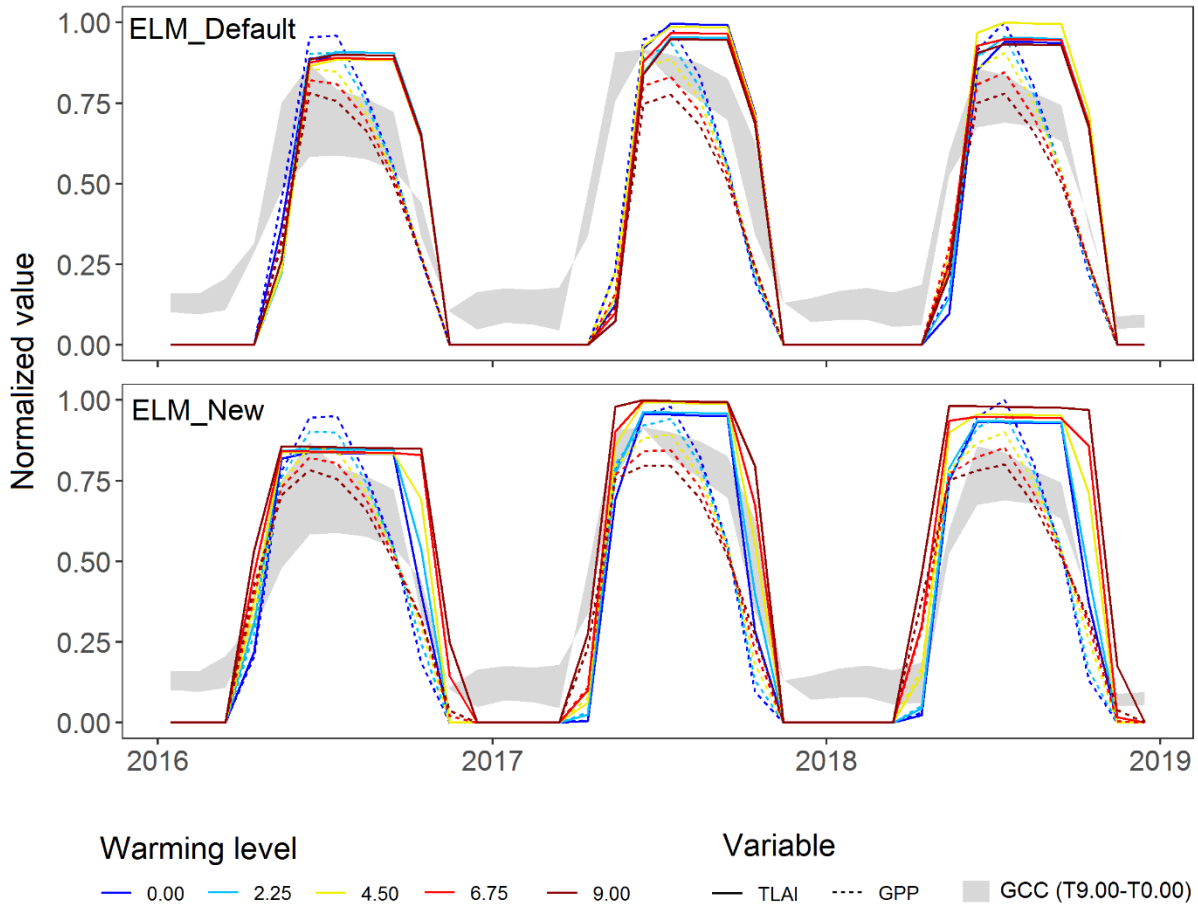 ELM_Default
1.00
0.75
0.50
0.25
0.00
Normalized value
ELM_New
1.00
0.75
0.50
0.25
0.00
2016 2017 2018 2019
Warming level Variable
0.00 2.25 4.50 6.75 9.00 TLAI GPP GCC (T9.00-T0.00)